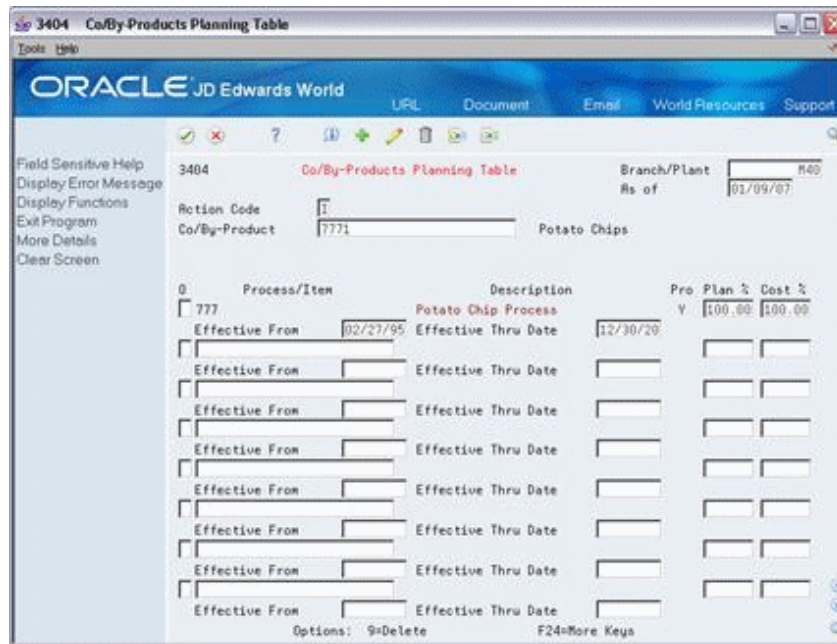 3404 Co/By-Products Planning Table
Tools Help
ORACLE JD Edwards World
URL Document Email World Resources Support
Field Sensitive Help
Display Error Message
Display Functions
Exit Program
More Details
Clear Screen
3404 Co/By-Products Planning Table Branch/Plant M40
As of 01/09/07
Action Code I
Co/By-Product 7771 Potato Chips
O Process/Item Description Pro Plan % Cost %
777 Potato Chip Process Y 100.00 100.00
Effective From 02/27/95 Effective Thru Date 12/30/20
Effective From Effective Thru Date
Effective From Effective Thru Date
Effective From Effective Thru Date
Effective From Effective Thru Date
Effective From Effective Thru Date
Effective From Effective Thru Date
Effective From Effective Thru Date
Options: 9=Delete F24=More Keys